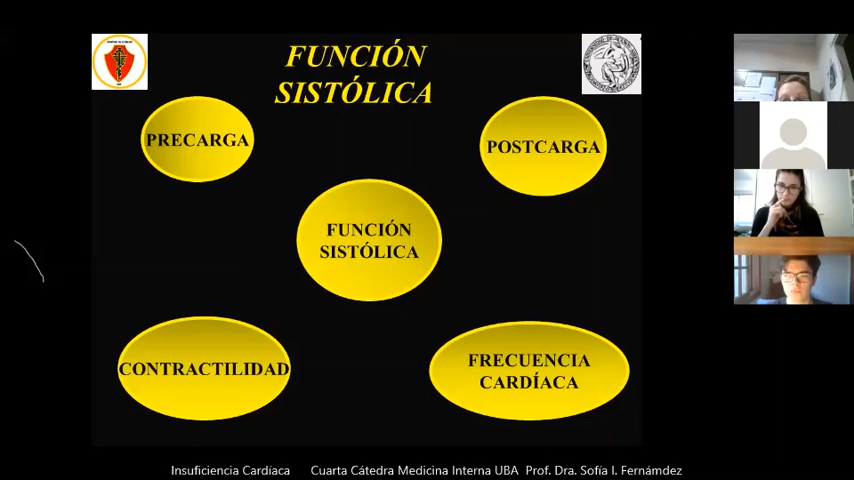 FUNCIÓN
SISTÓLICA
PRECARGA
POSTCARGA
FUNCIÓN
SISTÓLICA
CONTRACTILIDAD
FRECUENCIA
CARDÍACA
Insuficiencia Cardíaca Cuarta Cátedra Medicina Interna UBA Prof. Dra. Sofía I. Fernámdez